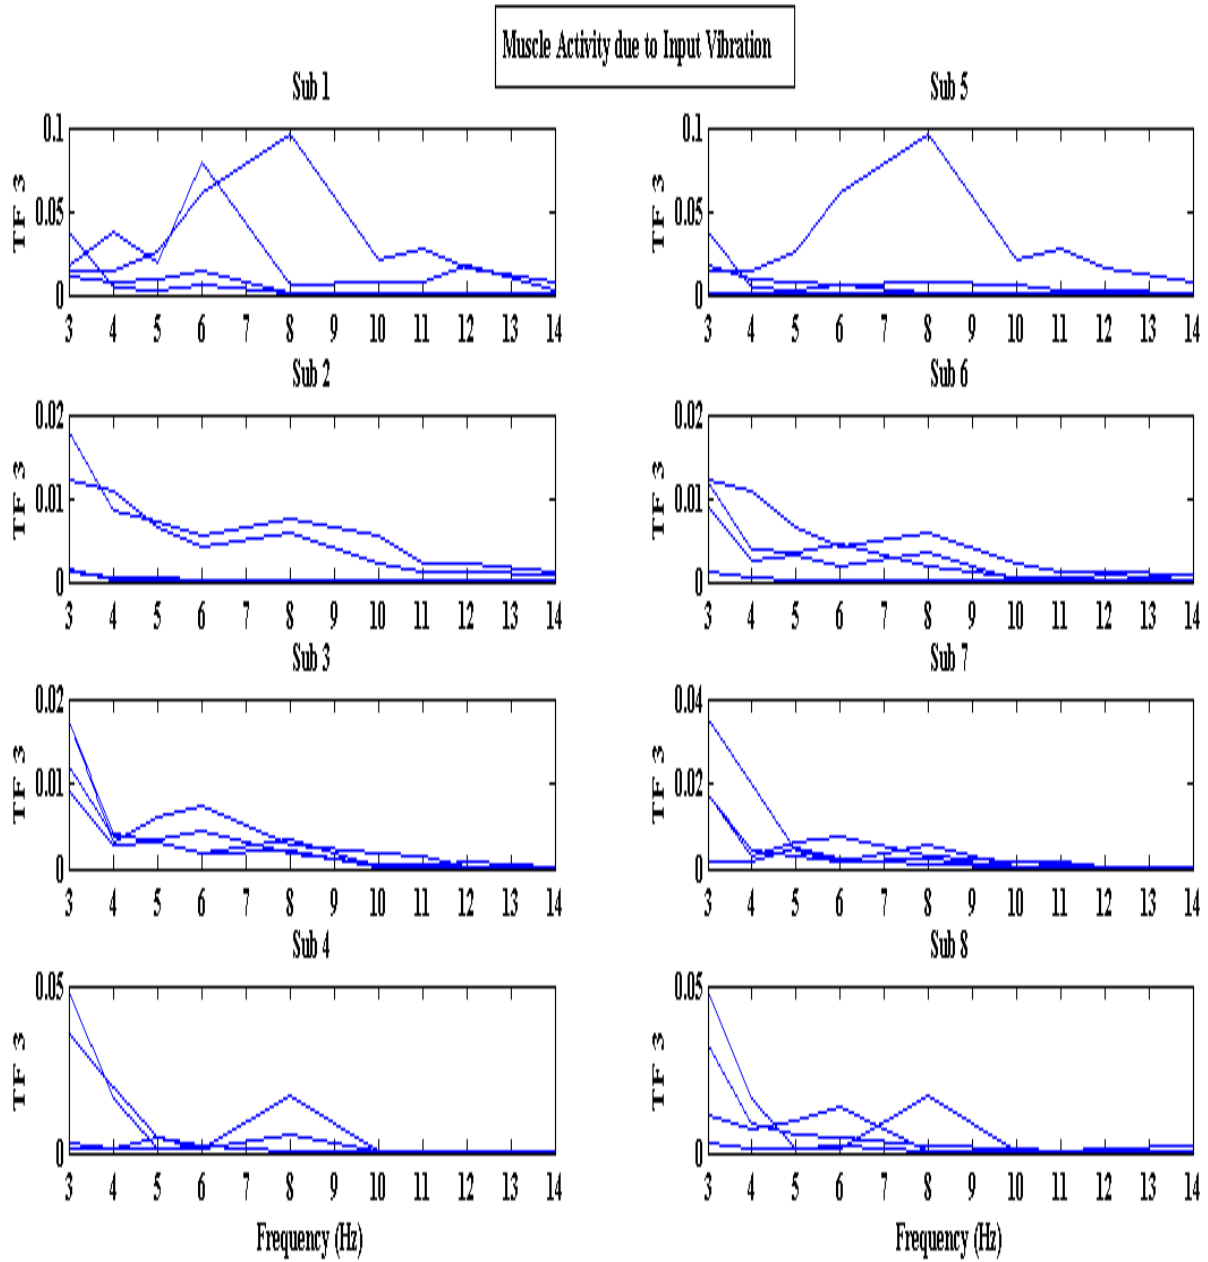 Muscle Activity due to Input Vibration
Sub 1
TF 3
0.1
0.05
0
3 4 5 6 7 8 9 10 11 12 13 14
Sub 5
TF 3
0.1
0.05
0
3 4 5 6 7 8 9 10 11 12 13 14
Sub 2
TF 3
0.02
0.01
0
3 4 5 6 7 8 9 10 11 12 13 14
Sub 6
TF 3
0.02
0.01
0
3 4 5 6 7 8 9 10 11 12 13 14
Sub 3
TF 3
0.02
0.01
0
3 4 5 6 7 8 9 10 11 12 13 14
Sub 7
TF 3
0.04
0.02
0
3 4 5 6 7 8 9 10 11 12 13 14
Sub 4
TF 3
0.05
0
3 4 5 6 7 8 9 10 11 12 13 14
Frequency (Hz)
Sub 8
TF 3
0.05
0
3 4 5 6 7 8 9 10 11 12 13 14
Frequency (Hz)